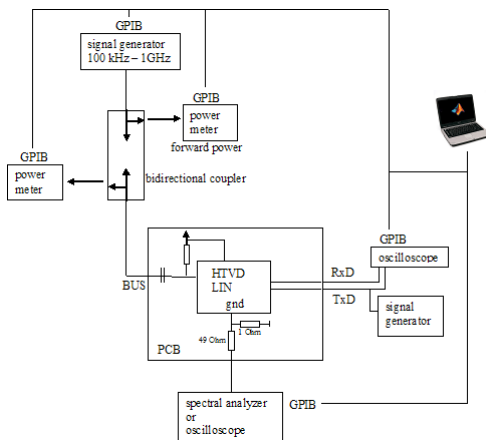 GPIB
signal generator
100 kHz – 1GHz
GPIB
power
meter
forward power
GPIB
power
meter
bidirectional coupler
GPIB
oscilloscope
RxD
TxD
signal
generator
BUS
HTVD
LIN
gnd
1 Ohm
49 Ohm
PCB
spectral analyzer
or
oscilloscope
GPIB